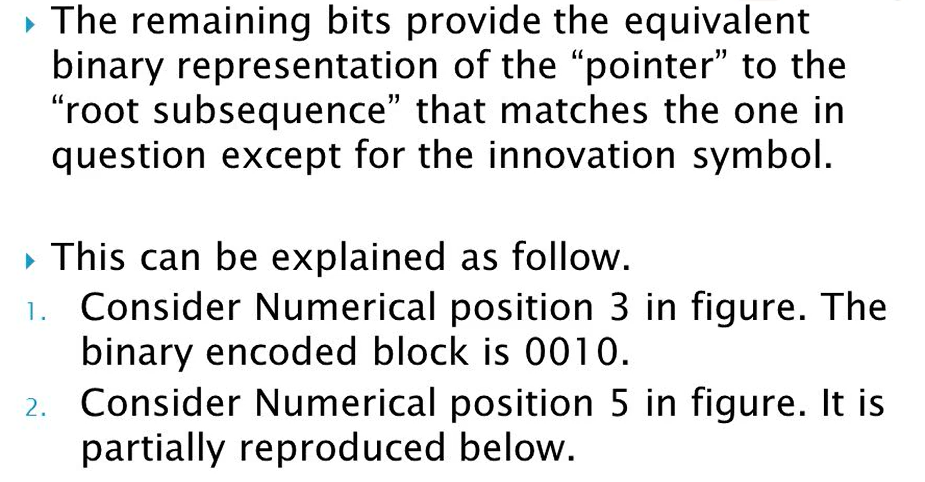 The remaining bits provide the equivalent
binary representation of the “pointer” to the
“root subsequence” that matches the one in
question except for the innovation symbol.
This can be explained as follow.
1. Consider Numerical position 3 in figure. The
binary encoded block is 0010.
2. Consider Numerical position 5 in figure. It is
partially reproduced below.